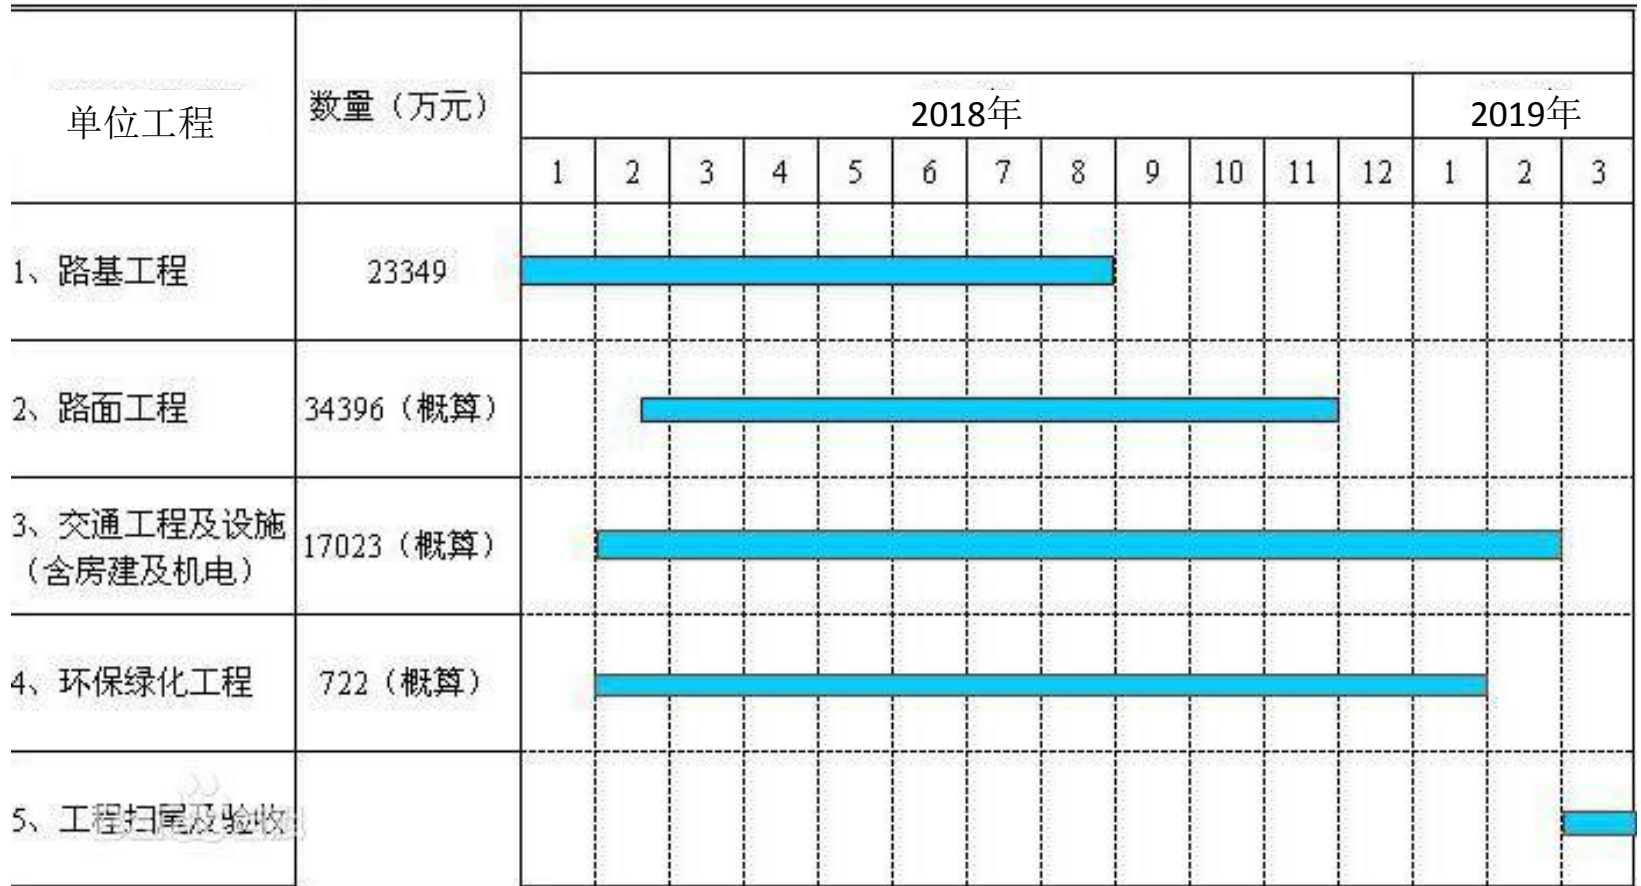 单位工程
数量（万元）
2018年
2019年
1 2 3 4 5 6 7 8 9 10 11 12 1 2 3
1、路基工程
23349
2、路面工程
34396（概算）
3、交通工程及设施
（含房建及机电）
17023（概算）
4、环保绿化工程
722（概算）
5、工程扫尾及验收